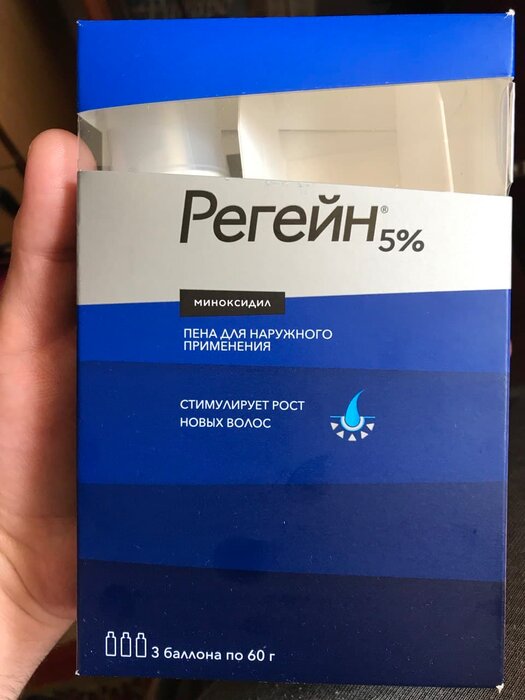 Регейн® 5%
МИНОКСИДИЛ
ПЕНА ДЛЯ НАРУЖНОГО
ПРИМЕНЕНИЯ
СТИМУЛИРУЕТ РОСТ
НОВЫХ ВОЛОС
3 баллона по 60 г